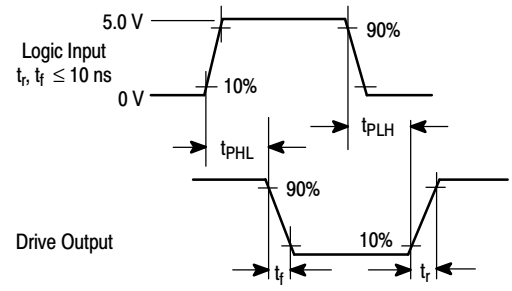 5.0 V
Logic Input
tr, tf ≤ 10 ns
0 V
90%
10%
tPHL
tPLH
90%
10%
Drive Output
tf
tr